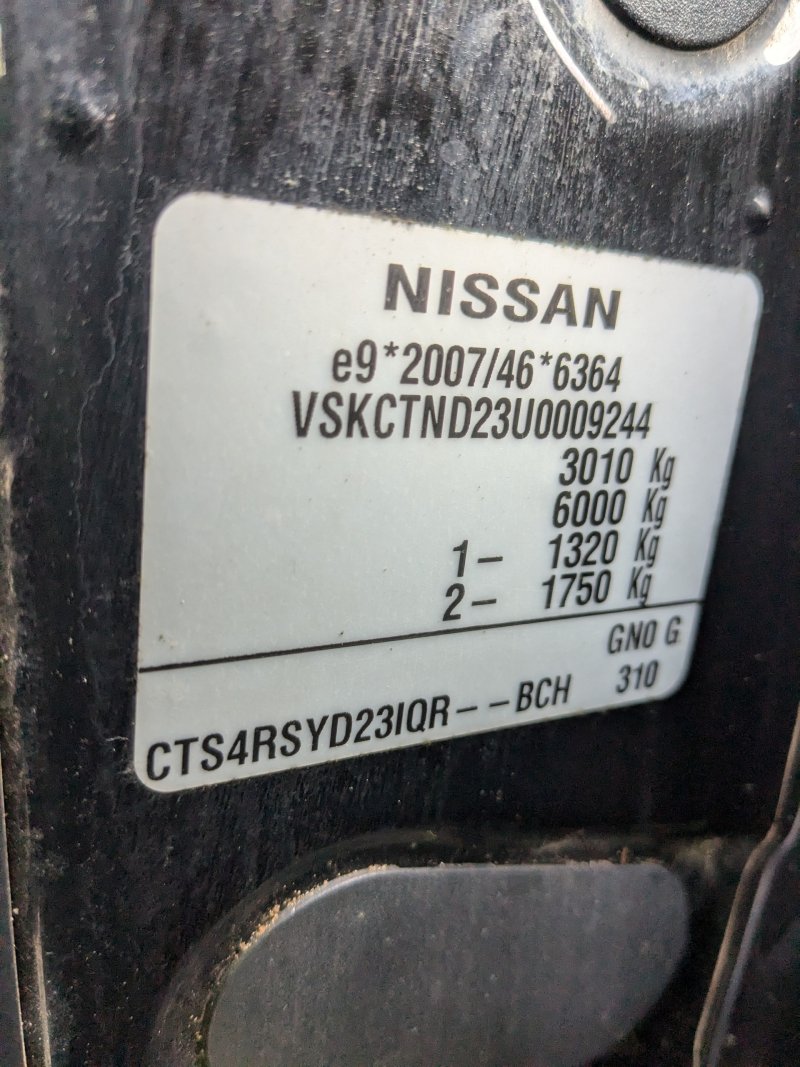 NISSAN
e9*2007/46*6364
VSKCTND23U0009244
3010 Kg
6000 Kg
1– 1320 Kg
2– 1750 Kg
GN0 G
CTS4RSYD23IQR––BCH 310